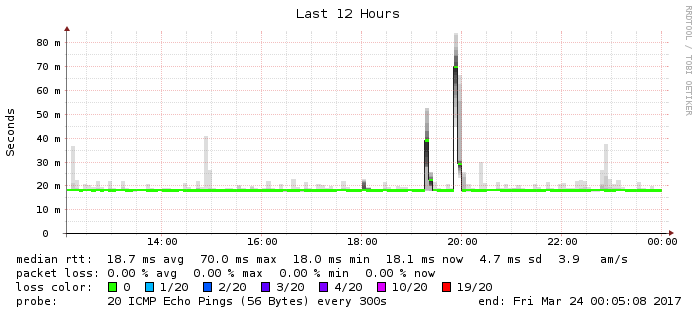 Last 12 Hours
RRDTOOL / TOBI OETIKER
Seconds
80 m
70 m
60 m
50 m
40 m
30 m
20 m
10 m
0
14:00 16:00 18:00 20:00 22:00 00:00
median rtt: 18.7 ms avg 70.0 ms max 18.0 ms min 18.1 ms now 4.7 ms sd 3.9 am/s
packet loss: 0.00 % avg 0.00 % max 0.00 % min 0.00 % now
loss color: 0 1/20 2/20 3/20 4/20 10/20 19/20
probe: 20 ICMP Echo Pings (56 Bytes) every 300s end: Fri Mar 24 00:05:08 2017